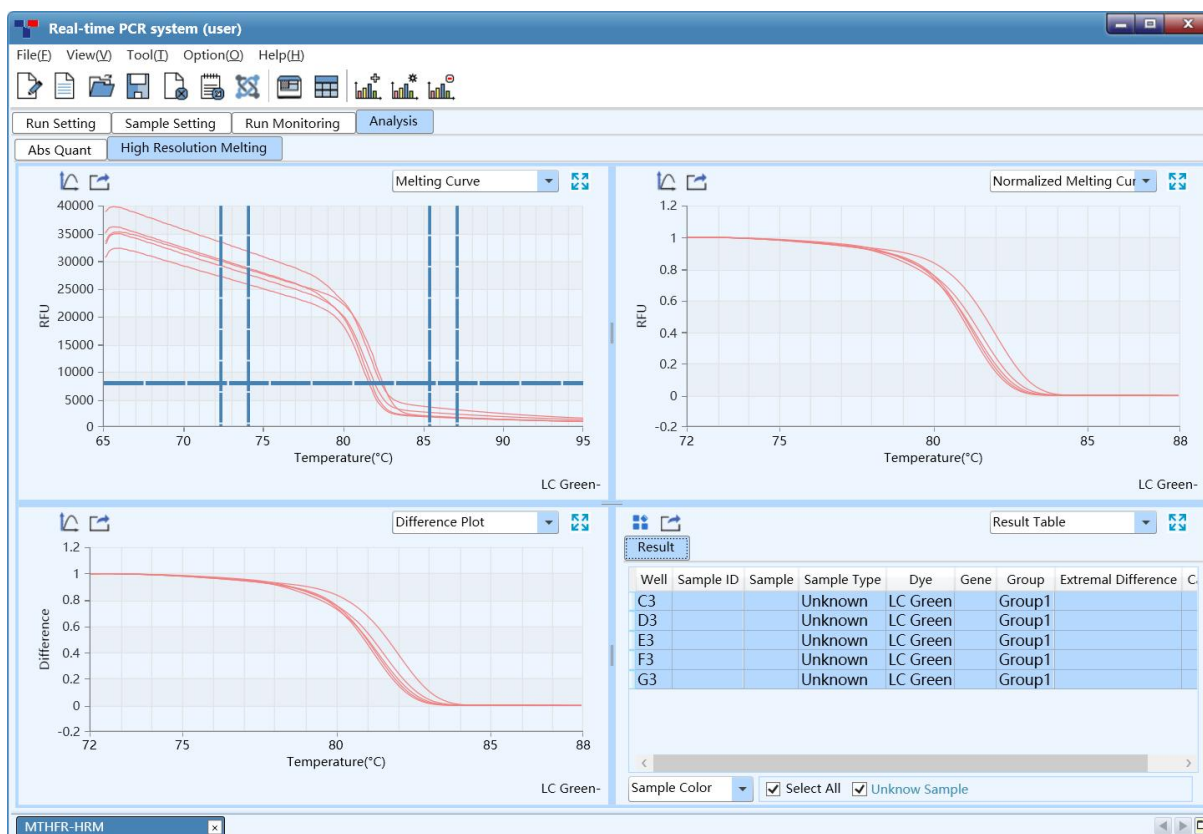 Real-time PCR system (user)
File(F) View(V) Tool(T) Option(O) Help(H)
Run Setting Sample Setting Run Monitoring Analysis
Abs Quant High Resolution Melting
Melting Curve
40000
35000
30000
25000
20000
15000
10000
5000
0
RFU
65 70 75 80 85 90 95
Temperature(°C)
LC Green-
Normalized Melting Cur
1.2
1
0.8
0.6
0.4
0.2
0
-0.2
RFU
72 75 80 85 88
Temperature(°C)
LC Green-
Difference Plot
1.2
1
0.8
0.6
0.4
0.2
0
-0.2
Difference
72 75 80 85 88
Temperature(°C)
LC Green-
Result Table
Result
Well Sample ID Sample Sample Type Dye Gene Group Extremal Difference
C3 Unknown LC Green Group1
D3 Unknown LC Green Group1
E3 Unknown LC Green Group1
F3 Unknown LC Green Group1
G3 Unknown LC Green Group1
Sample Color Select All Unknow Sample
MTHFR-HRM